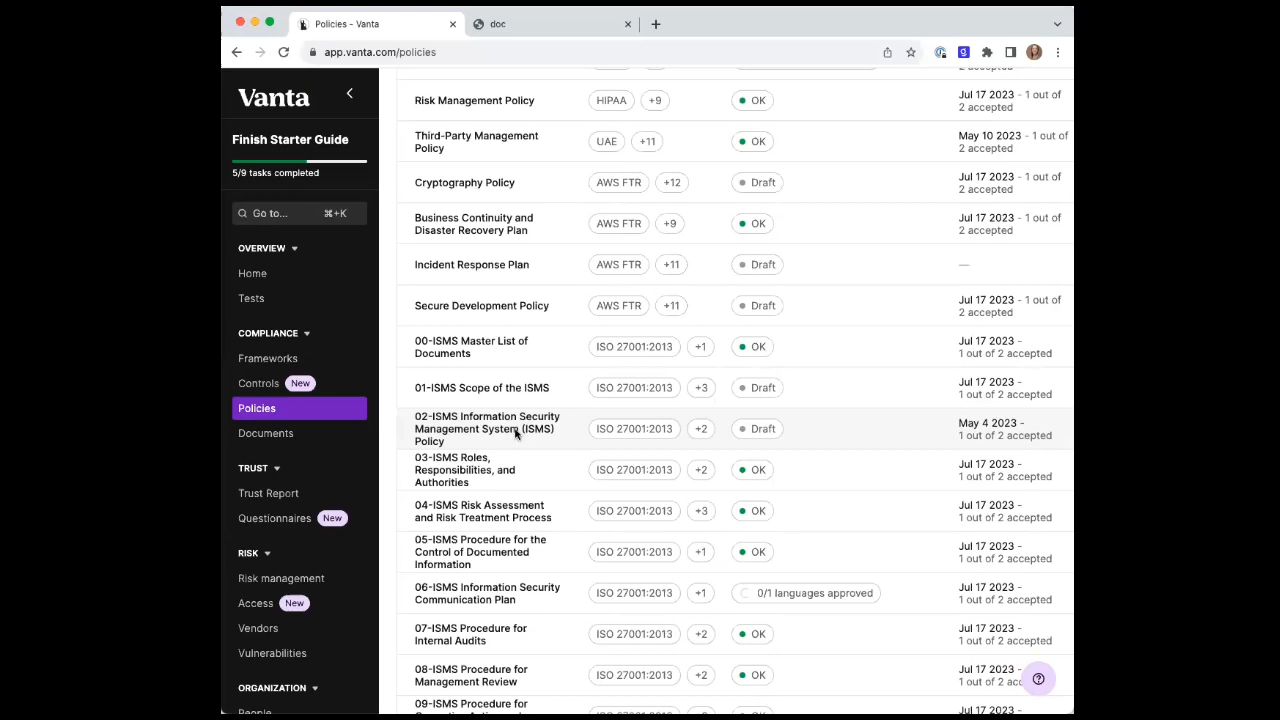 Policies - Vanta
doc
app.vanta.com/policies
Vanta
Finish Starter Guide
5/9 tasks completed
Go to...
⌘+K
OVERVIEW
Home
Tests
COMPLIANCE
Frameworks
Controls New
Policies
Documents
TRUST
Trust Report
Questionnaires New
RISK
Risk management
Access New
Vendors
Vulnerabilities
ORGANIZATION
People
2 accepted
Risk Management Policy
HIPAA +9
OK
Jul 17 2023 - 1 out of
2 accepted
Third-Party Management
Policy
UAE +11
OK
May 10 2023 - 1 out of
2 accepted
Cryptography Policy
AWS FTR +12
Draft
Jul 17 2023 - 1 out of
2 accepted
Business Continuity and
Disaster Recovery Plan
AWS FTR +9
OK
Jul 17 2023 - 1 out of
2 accepted
Incident Response Plan
AWS FTR +11
Draft
—
Secure Development Policy
AWS FTR +11
Draft
Jul 17 2023 - 1 out of
2 accepted
00-ISMS Master List of
Documents
ISO 27001:2013 +1
OK
Jul 17 2023 -
1 out of 2 accepted
01-ISMS Scope of the ISMS
ISO 27001:2013 +3
Draft
Jul 17 2023 -
1 out of 2 accepted
02-ISMS Information Security
Management System (ISMS)
Policy
ISO 27001:2013 +2
Draft
May 4 2023 -
1 out of 2 accepted
03-ISMS Roles,
Responsibilities, and
Authorities
ISO 27001:2013 +2
OK
Jul 17 2023 -
1 out of 2 accepted
04-ISMS Risk Assessment
and Risk Treatment Process
ISO 27001:2013 +3
OK
Jul 17 2023 -
1 out of 2 accepted
05-ISMS Procedure for the
Control of Documented
Information
ISO 27001:2013 +1
OK
Jul 17 2023 -
1 out of 2 accepted
06-ISMS Information Security
Communication Plan
ISO 27001:2013 +1
0/1 languages approved
Jul 17 2023 -
1 out of 2 accepted
07-ISMS Procedure for
Internal Audits
ISO 27001:2013 +2
OK
Jul 17 2023 -
1 out of 2 accepted
08-ISMS Procedure for
Management Review
ISO 27001:2013 +2
OK
Jul 17 2023 -
1 out of 2
09-ISMS Procedure for
Jul 17 2023 -